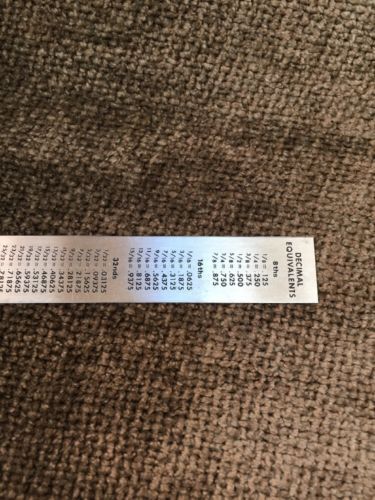 DECIMAL
EQUIVALENTS
8ths
1/8 = .125
1/4 = .250
3/8 = .375
1/2 = .500
5/8 = .625
3/4 = .750
7/8 = .875
16ths
1/16 = .0625
3/16 = .1875
5/16 = .3125
7/16 = .4375
9/16 = .5625
11/16 = .6875
13/16 = .8125
15/16 = .9375
32nds
1/32 = .03125
3/32 = .09375
5/32 = .15625
7/32 = .21875
9/32 = .28125
11/32 = .34375
13/32 = .40625
15/32 = .46875
17/32 = .53125
19/32 = .59375
21/32 = .65625
23/32 = .71875
25/32 = .78125